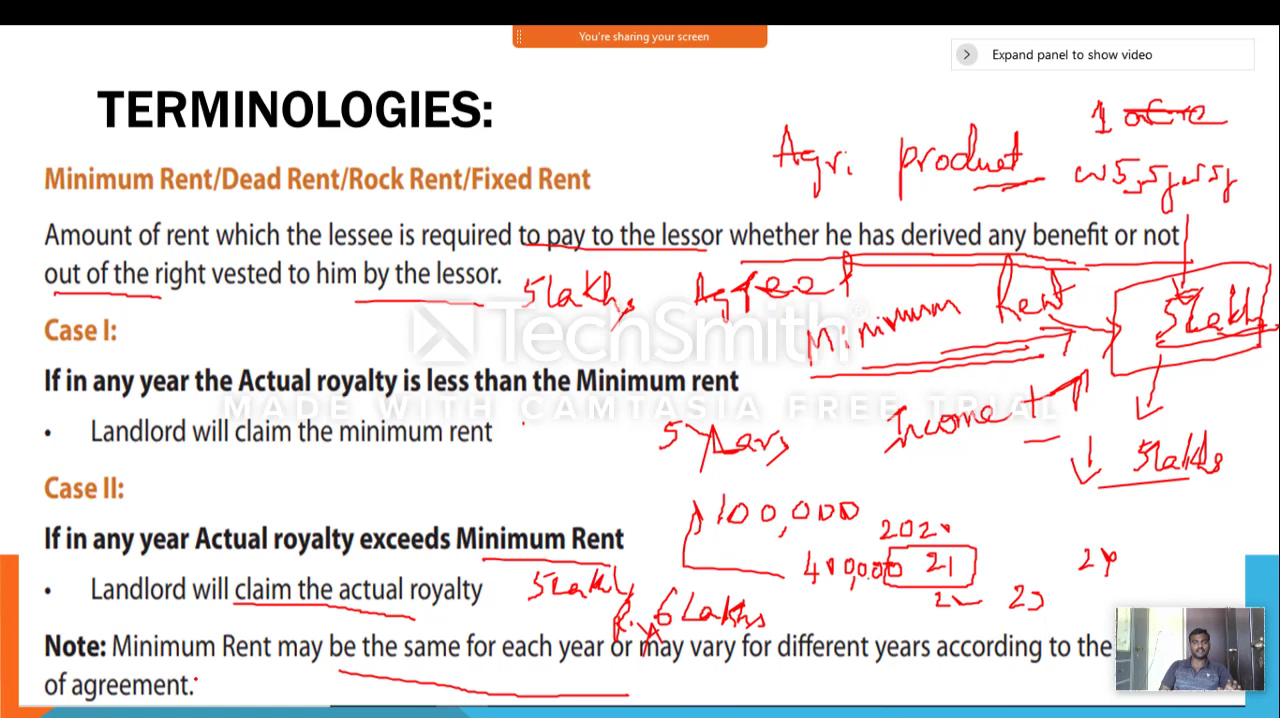 You're sharing your screen
Expand panel to show video
TERMINOLOGIES:
1 acre
Agri product
Minimum Rent/Dead Rent/Rock Rent/Fixed Rent
Amount of rent which the lessee is required to pay to the lessor whether he has derived any benefit or not
out of the right vested to him by the lessor.
5 lakhs
Minimum Rent
5 lakhs
TechSmith®
MADE WITH CAMTASIA FREE TRIAL
Case I:
If in any year the Actual royalty is less than the Minimum rent
• Landlord will claim the minimum rent
5 years
Income
5 lakhs
Case II:
100,000
2020
If in any year Actual royalty exceeds Minimum Rent
400,000
21
24
• Landlord will claim the actual royalty
5 lakhs
6 Lakhs
22
23
Note: Minimum Rent may be the same for each year or may vary for different years according to the
of agreement.